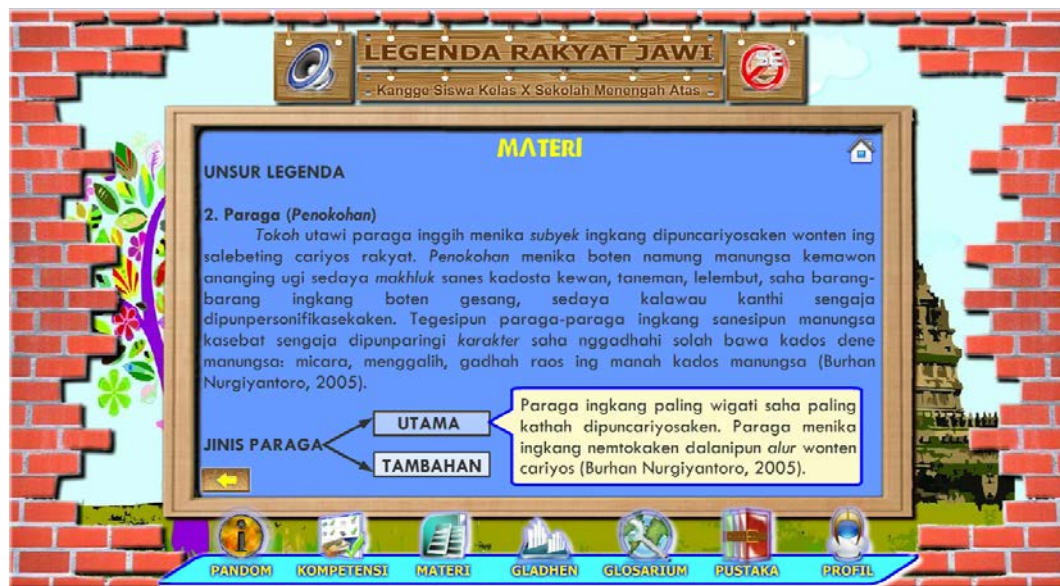 LEGENDA RAKYAT JAWI
Kangge Siswa Kelas X Sekolah Menengah Atas
MATERI
UNSUR LEGENDA
2. Paraga (Penokohan)
Tokoh utawi paraga inggih menika subyek ingkang dipuncariyosaken wonten ing
salebeting cariyos rakyat. Penokohan menika boten namung manungsa kemawon
ananging ugi sedaya makhluk sanes kadosta kewan, taneman, lelembut, saha barang-
barang ingkang boten gesang, sedaya kalawau kanthi sengaja
dipunpersonifikasekaken. Tegesipun paraga-paraga ingkang sanesipun manungsa
kasebat sengaja dipunparingi karakter saha nggadhahi solah bawa kados dene
manungsa: micara, menggalih, gadhah raos ing manah kados manungsa (Burhan
Nurgiyantoro, 2005).
JINIS PARAGA
UTAMA
TAMBAHAN
Paraga ingkang paling wigati saha paling
kathah dipuncariyosaken. Paraga menika
ingkang nemtokaken dalanipun alur wonten
cariyos (Burhan Nurgiyantoro, 2005).
PANDOM KOMPETENSI MATERI GLADHEN GLOSARIUM PUSTAKA PROFIL